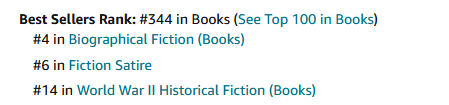 Best Sellers Rank: #344 in Books (See Top 100 in Books)
#4 in Biographical Fiction (Books)
#6 in Fiction Satire
#14 in World War II Historical Fiction (Books)